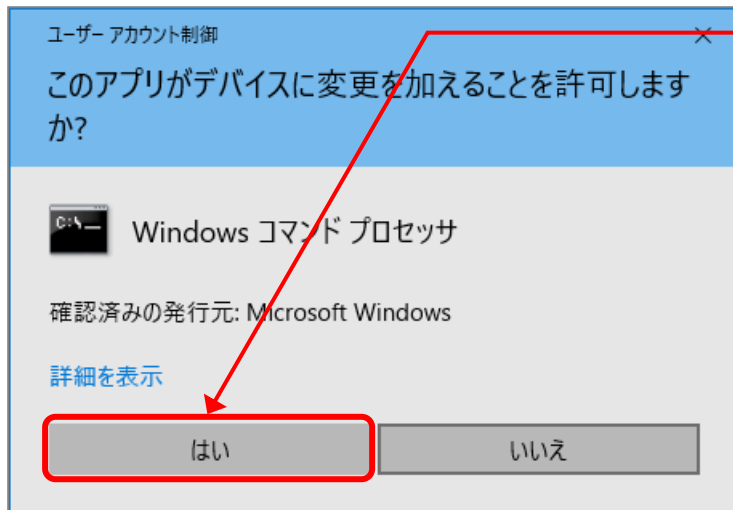 ユーザー アカウント制御
このアプリがデバイスに変更を加えることを許可します
か?
C:\
Windows コマンド プロセッサ
確認済みの発行元: Microsoft Windows
詳細を表示
はい
いいえ